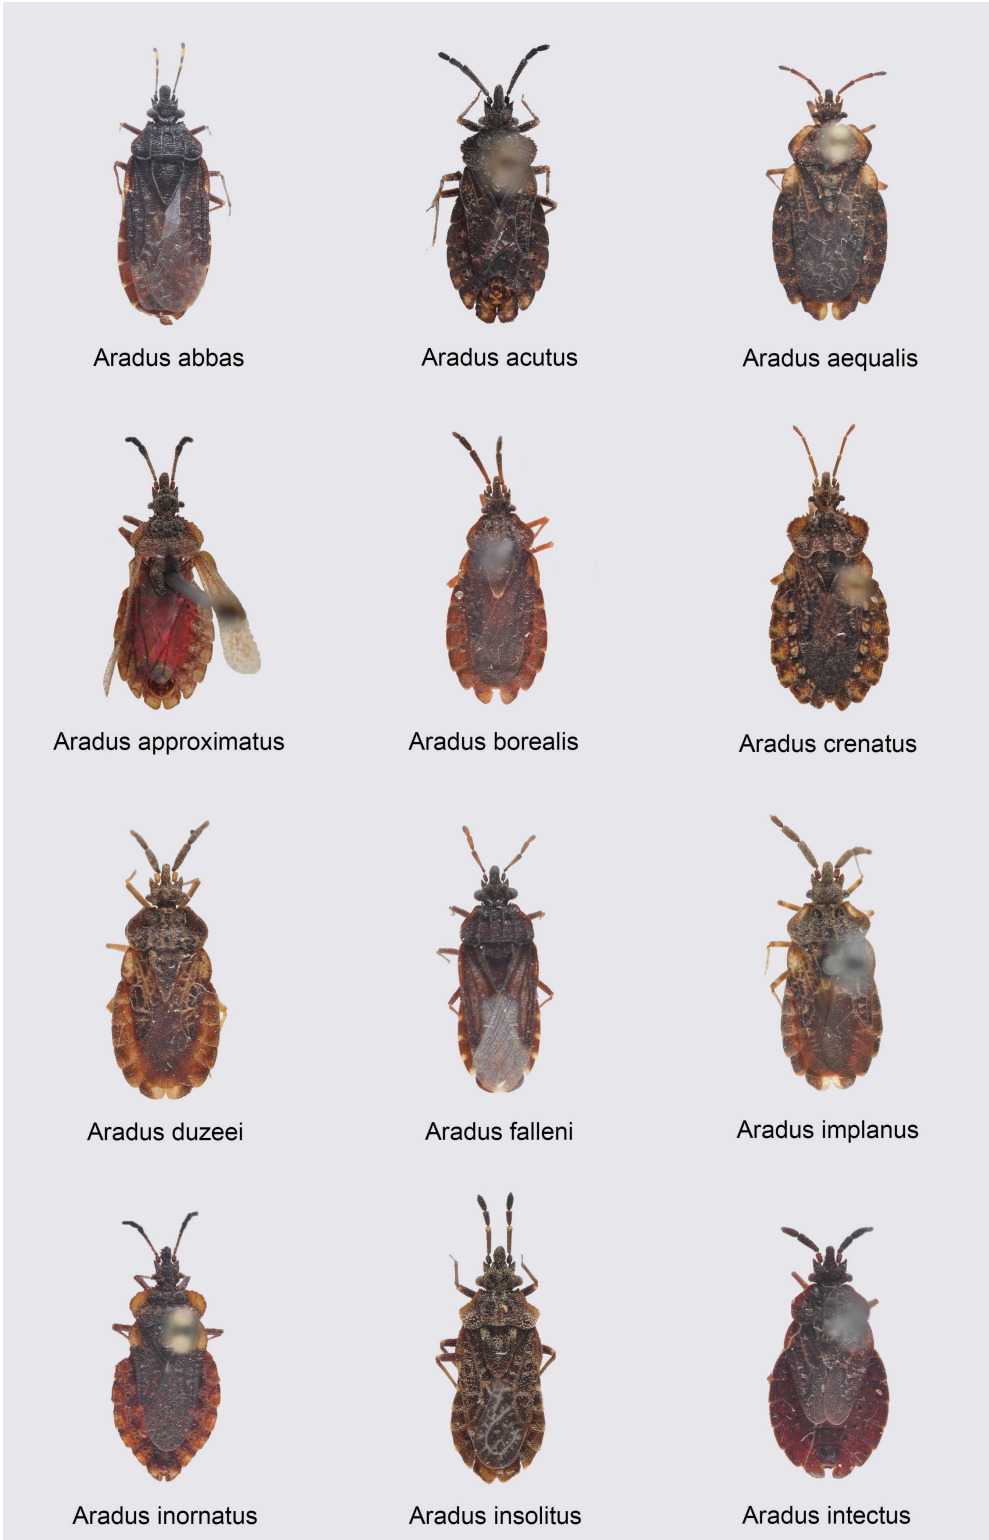 Aradus abbas
Aradus acutus
Aradus aequalis
Aradus approximatus
Aradus borealis
Aradus crenatus
Aradus duzeei
Aradus falleni
Aradus implanus
Aradus inornatus
Aradus insolitus
Aradus intectus